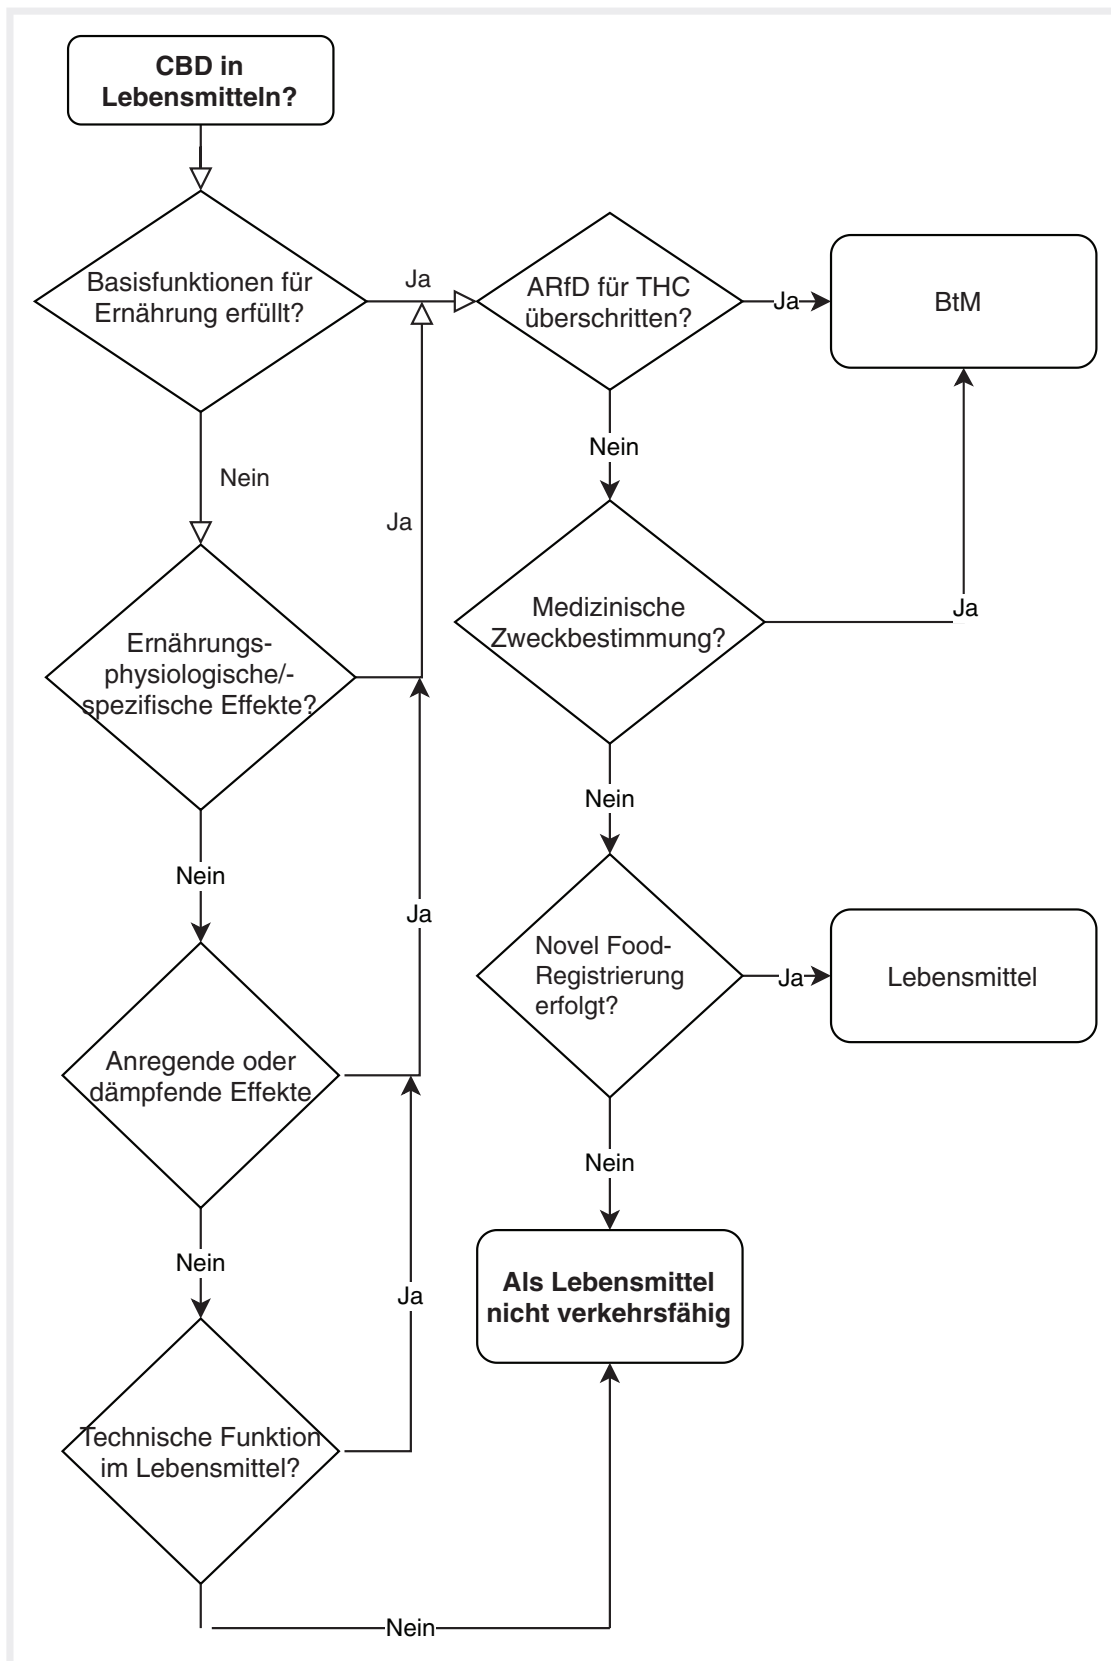 CBD in
Lebensmitteln?
Basisfunktionen für
Ernährung erfüllt?
Ja
ARfD für THC
überschritten?
Ja
BtM
Nein
Nein
Ja
Ernährungs-
physiologische/-
spezifische Effekte?
Medizinische
Zweckbestimmung?
Ja
Nein
Nein
Ja
Novel Food-
Registrierung
erfolgt?
Ja
Lebensmittel
Anregende oder
dämpfende Effekte
Nein
Nein
Ja
Als Lebensmittel
nicht verkehrsfähig
Technische Funktion
im Lebensmittel?
Nein